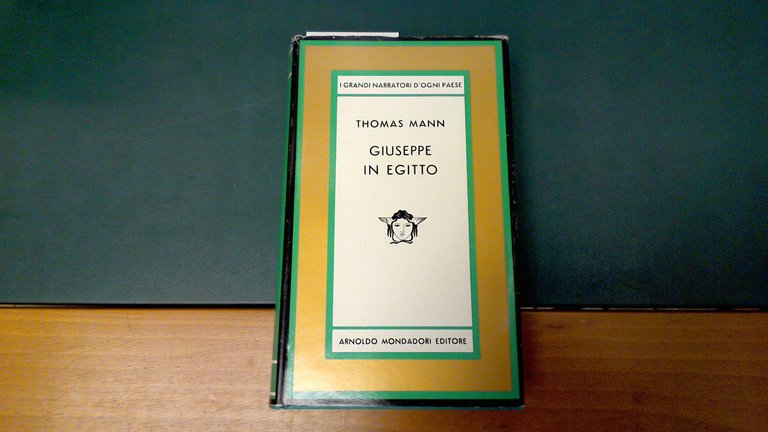 I GRANDI NARRATORI D'OGNI PAESE
THOMAS MANN
GIUSEPPE
IN EGITTO
ARNOLDO MONDADORI EDITORE